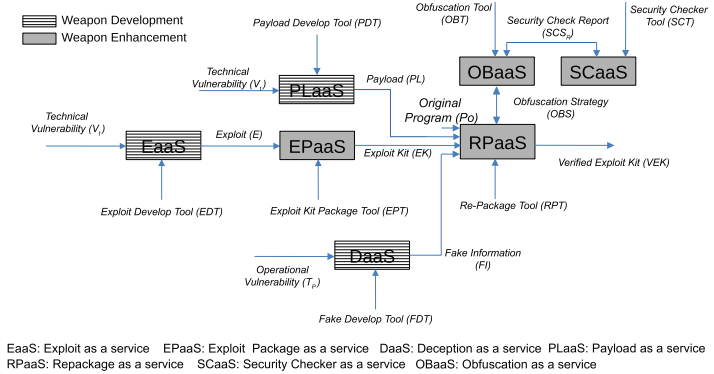 Weapon Development
Weapon Enhancement
Payload Develop Tool (PDT)
Obfuscation Tool
(OBT)
Security Check Report
(SCS_R)
Security Checker
Tool (SCT)
Technical
Vulnerability (V_t)
PLaaS
Payload (PL)
OBaaS
SCaaS
Technical
Vulnerability (V_t)
Original
Program (Po)
Obfuscation Strategy
(OBS)
EaaS
Exploit (E)
EPaaS
Exploit Kit (EK)
RPaaS
Verified Exploit Kit (VEK)
Exploit Develop Tool (EDT)
Exploit Kit Package Tool (EPT)
Re-Package Tool (RPT)
DaaS
Fake Information
(FI)
Operational
Vulnerability (T_P)
Fake Develop Tool (FDT)
EaaS: Exploit as a service EPaaS: Exploit Package as a service DaaS: Deception as a service PLaaS: Payload as a service
RPaaS: Repackage as a service SCaaS: Security Checker as a service OBaaS: Obfuscation as a service